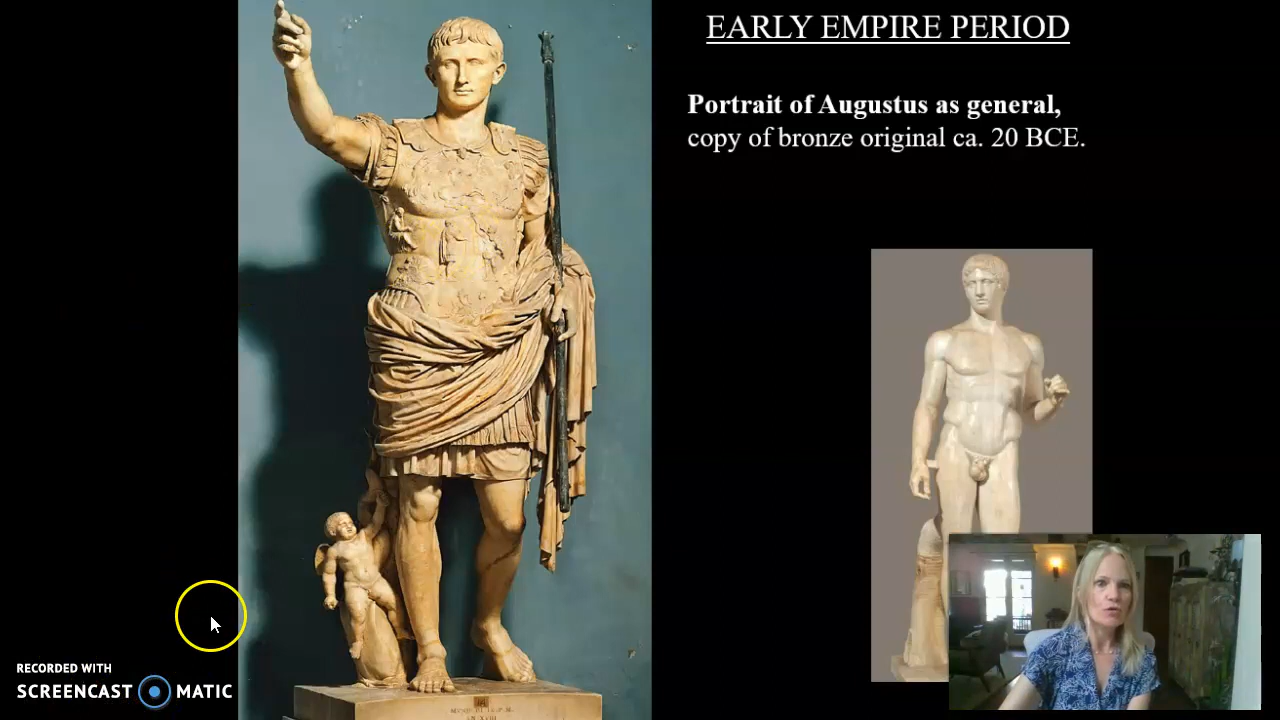 EARLY EMPIRE PERIOD
Portrait of Augustus as general,
copy of bronze original ca. 20 BCE.
RECORDED WITH
SCREENCAST MATIC